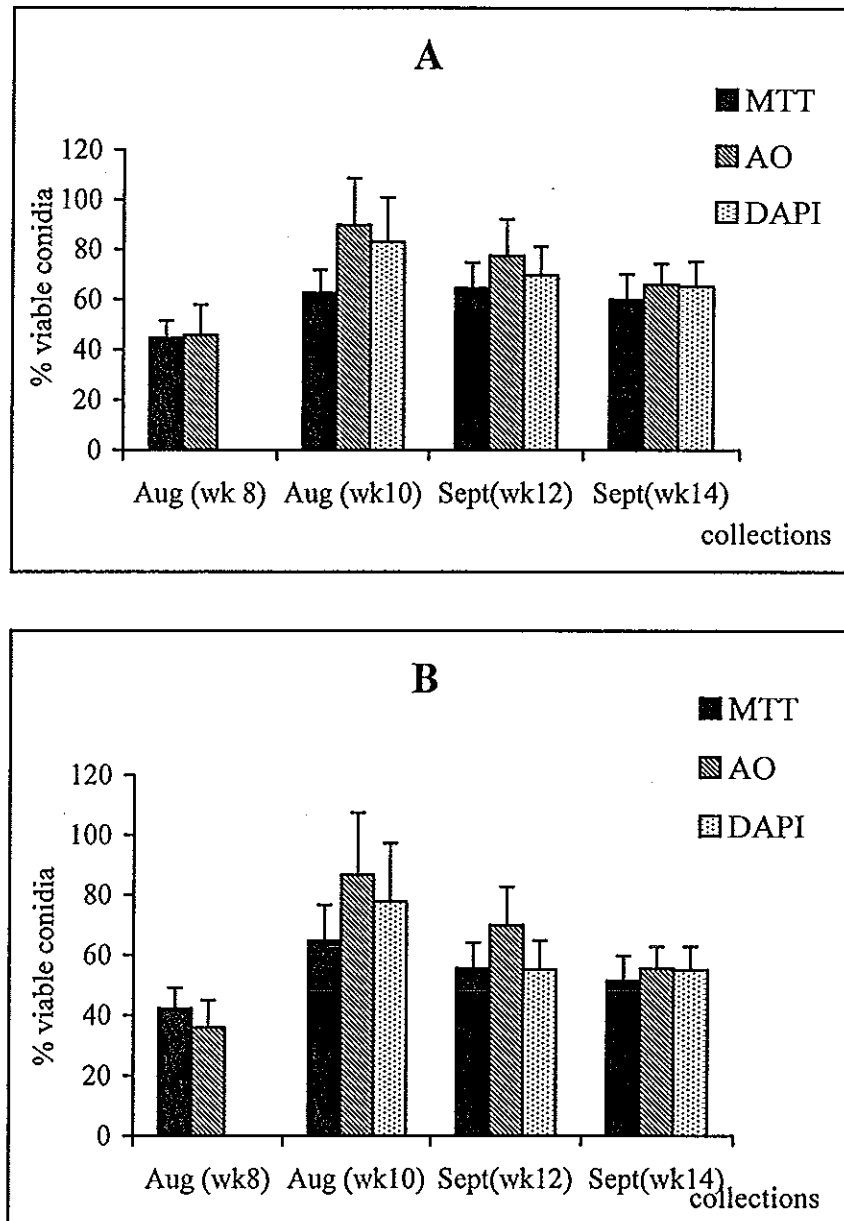 A
MTT
AO
DAPI
% viable conidia
120
100
80
60
40
20
0
Aug (wk 8) Aug (wk10) Sept(wk12) Sept(wk14)
collections
B
MTT
AO
DAPI
% viable conidia
120
100
80
60
40
20
0
Aug (wk8) Aug (wk10) Sept(wk12) Sept(wk14)
collections